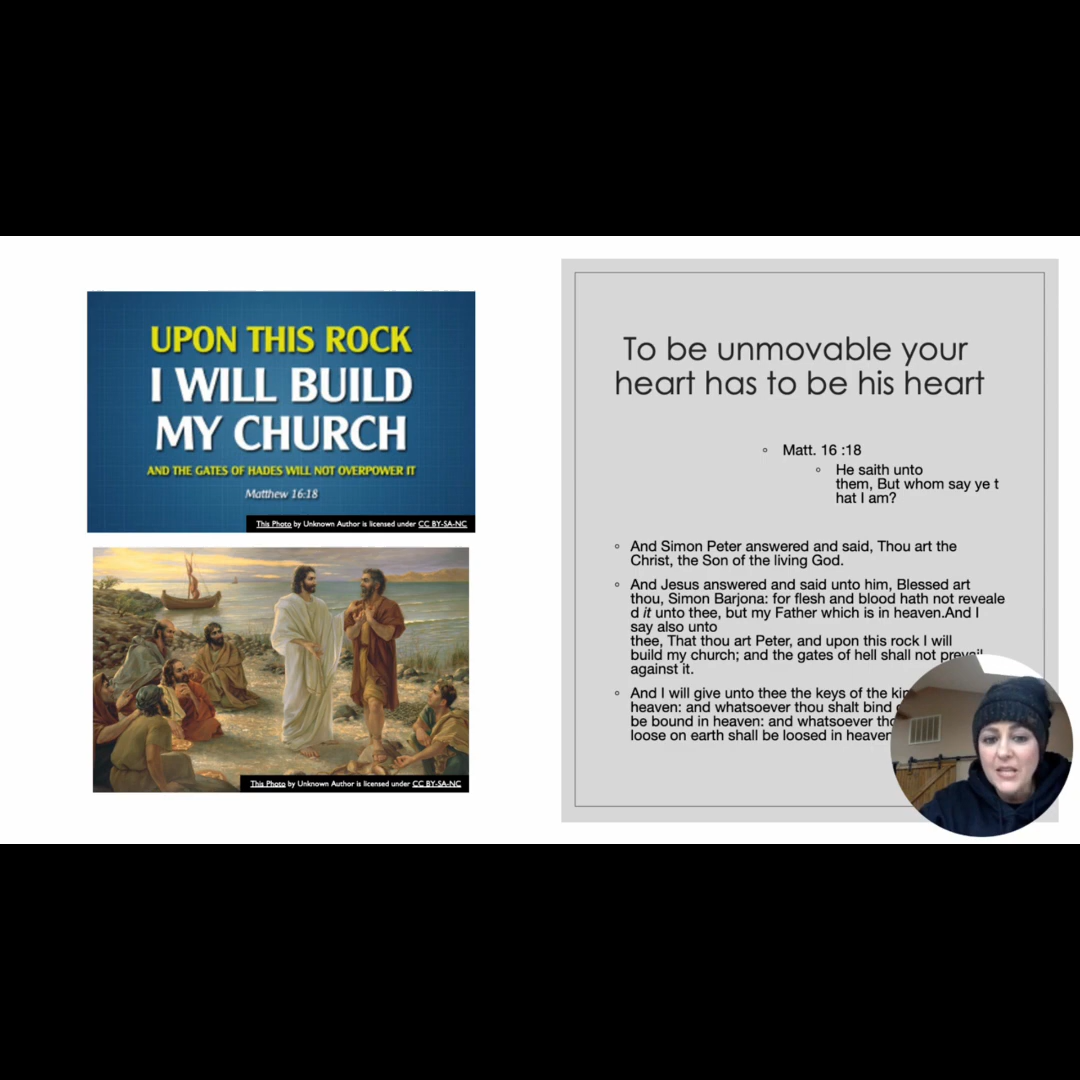 UPON THIS ROCK
I WILL BUILD
MY CHURCH
AND THE GATES OF HADES WILL NOT OVERPOWER IT
Matthew 16:18
This Photo by Unknown Author is licensed under CC BY-SA-NC
This Photo by Unknown Author is licensed under CC BY-SA-NC
To be unmovable your
heart has to be his heart
Matt. 16 :18
He saith unto
them, But whom say ye t
hat I am?
And Simon Peter answered and said, Thou art the
Christ, the Son of the living God.
And Jesus answered and said unto him, Blessed art
thou, Simon Barjona: for flesh and blood hath not reveale
d it unto thee, but my Father which is in heaven.And I
say also unto
thee, That thou art Peter, and upon this rock I will
build my church; and the gates of hell shall not prevail
against it.
And I will give unto thee the keys of the
heaven: and whatsoever thou shalt bind
be bound in heaven: and whatsoever
loose on earth shall be loosed in heaven